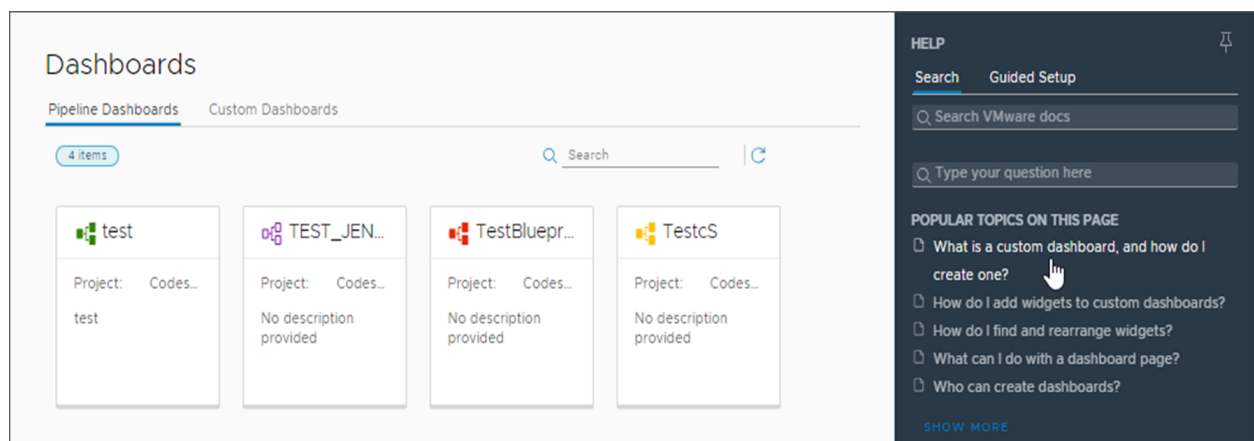 Dashboards
Pipeline Dashboards Custom Dashboards
4 items
Search
test
Project: Codes...
test
TEST_JEN...
Project: Codes...
No description
provided
TestBluepr...
Project: Codes...
No description
provided
TestcS
Project: Codes...
No description
provided
HELP
Search Guided Setup
Search VMware docs
Type your question here
POPULAR TOPICS ON THIS PAGE
What is a custom dashboard, and how do I
create one?
How do I add widgets to custom dashboards?
How do I find and rearrange widgets?
What can I do with a dashboard page?
Who can create dashboards?
SHOW MORE